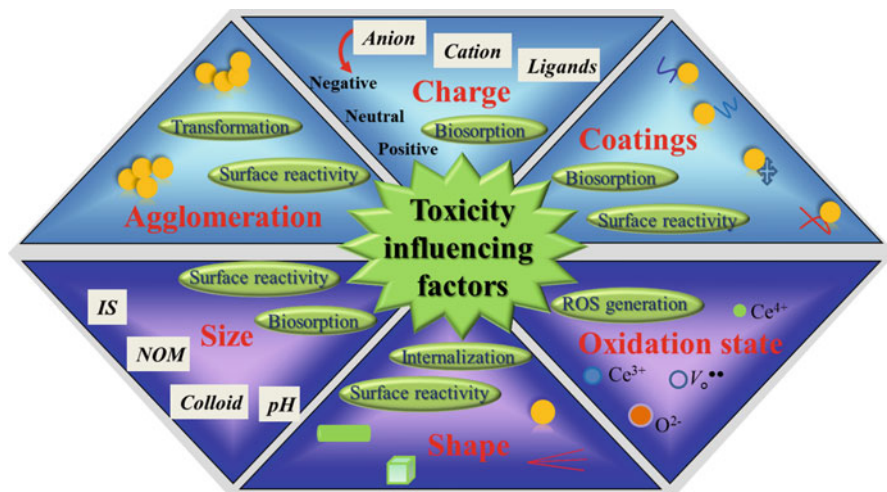 Transformation
Surface reactivity
Agglomeration
Anion
Cation
Ligands
Negative
Neutral
Positive
Charge
Biosorption
Coatings
Biosorption
Surface reactivity
Toxicity
influencing
factors
Surface reactivity
Biosorption
Size
IS
NOM
Colloid
pH
Internalization
Surface reactivity
Shape
ROS generation
Oxidation state
Ce⁴⁺
Ce³⁺
Vₒ••
O²⁻